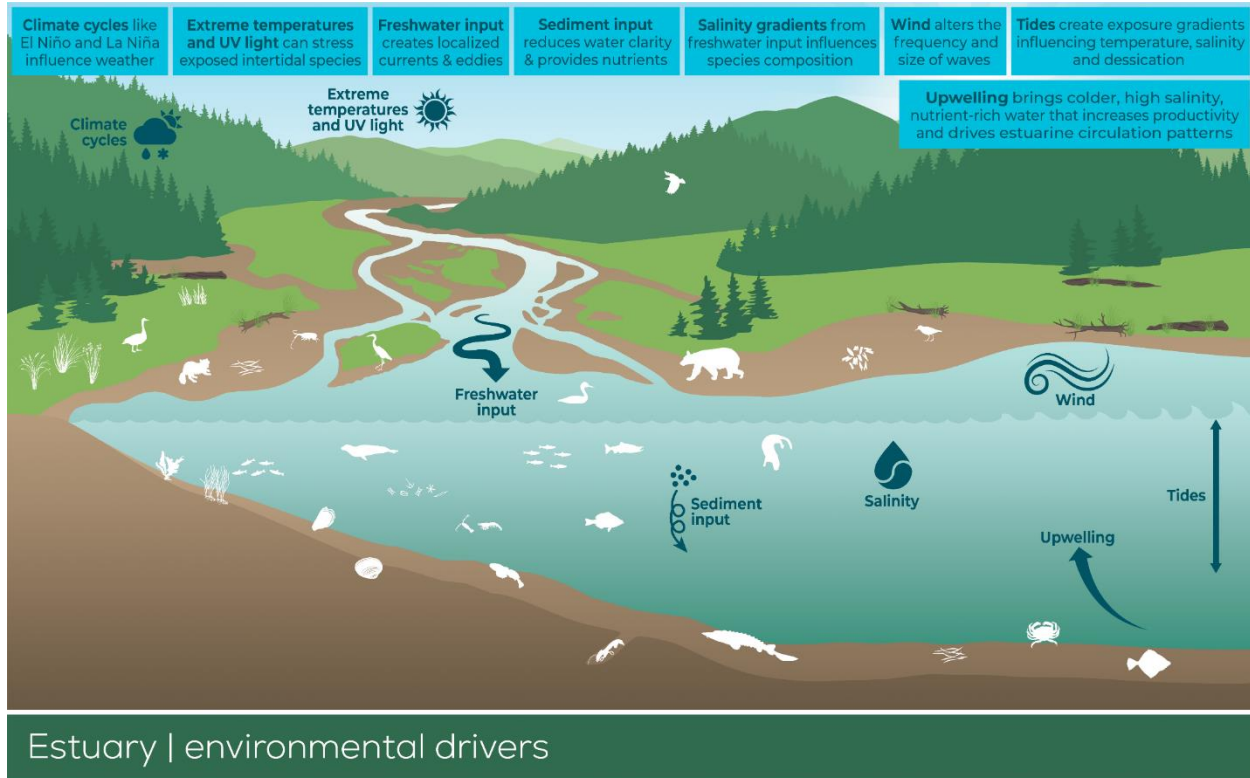 Climate cycles like
El Niño and La Niña
influence weather
Extreme temperatures
and UV light can stress
exposed intertidal species
Freshwater input
creates localized
currents & eddies
Sediment input
reduces water clarity
& provides nutrients
Salinity gradients from
freshwater input influences
species composition
Wind alters the
frequency and
size of waves
Tides create exposure gradients
influencing temperature, salinity
and dessication
Upwelling brings colder, high salinity,
nutrient-rich water that increases productivity
and drives estuarine circulation patterns
Climate
cycles
Extreme
temperatures
and UV light
Freshwater
input
Wind
Sediment
input
Salinity
Tides
Upwelling
Estuary | environmental drivers